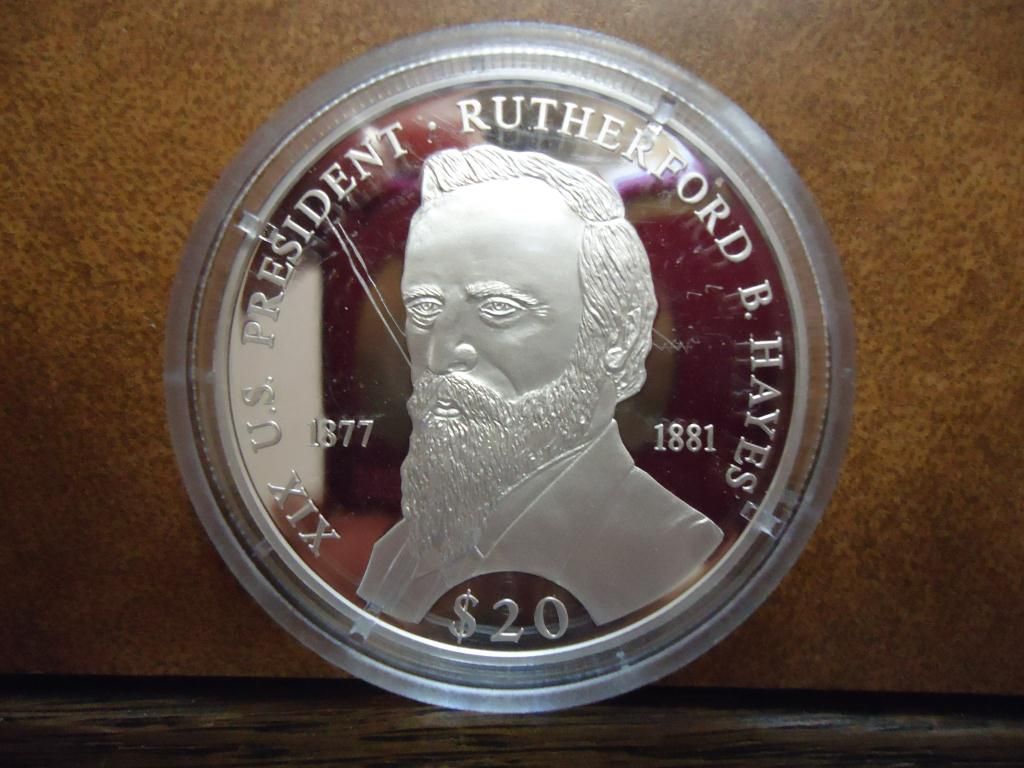 XIX U.S. PRESIDENT · RUTHERFORD B. HAYES
1877 1881
$20